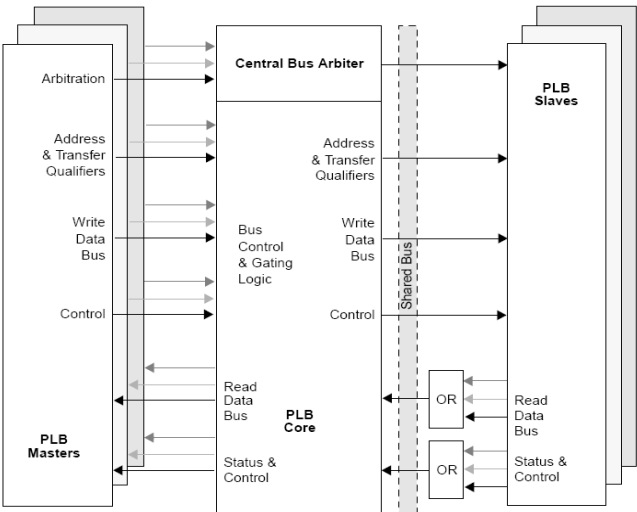 Arbitration
Address
& Transfer
Qualifiers
Write
Data
Bus
Control
PLB
Masters
Central Bus Arbiter
Bus
Control
& Gating
Logic
Address
& Transfer
Qualifiers
Write
Data
Bus
Control
Read
Data
Bus
PLB
Core
Status &
Control
Shared Bus
OR
OR
PLB
Slaves
Read
Data
Bus
Status &
Control